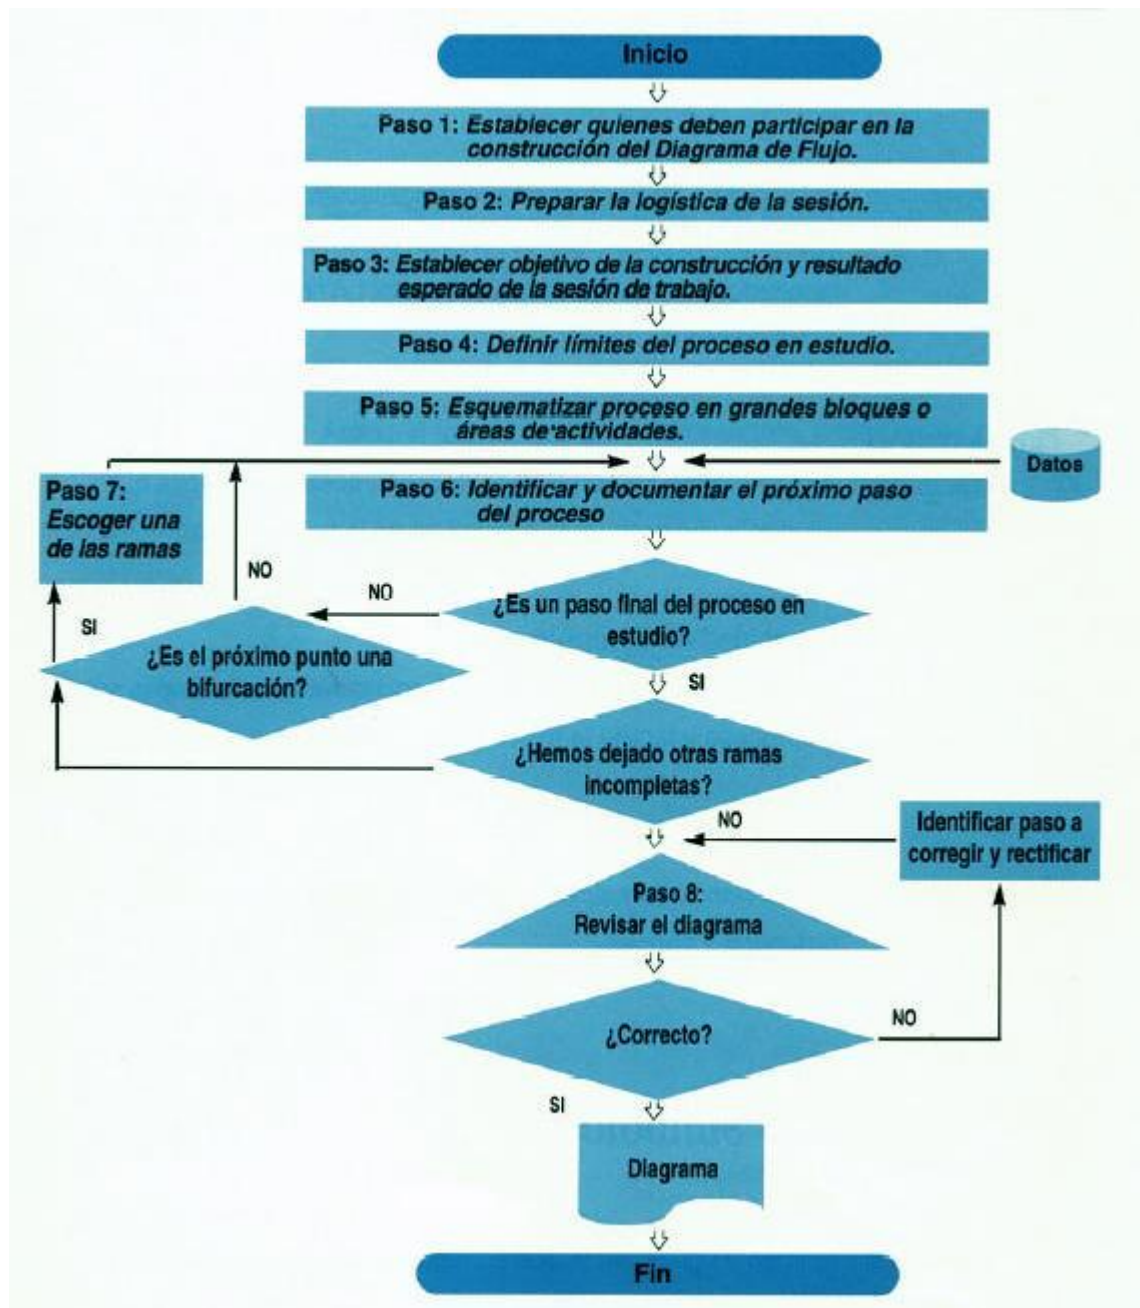 Inicio
Paso 1: Establecer quienes deben participar en la
construcción del Diagrama de Flujo.
Paso 2: Preparar la logística de la sesión.
Paso 3: Establecer objetivo de la construcción y resultado
esperado de la sesión de trabajo.
Paso 4: Definir límites del proceso en estudio.
Paso 5: Esquematizar proceso en grandes bloques o
áreas de actividades.
Datos
Paso 7:
Escoger una
de las ramas
Paso 6: Identificar y documentar el próximo paso
del proceso
NO
NO
¿Es un paso final del proceso en
estudio?
SI
¿Es el próximo punto una
bifurcación?
SI
¿Hemos dejado otras ramas
incompletas?
NO
Identificar paso a
corregir y rectificar
Paso 8:
Revisar el diagrama
¿Correcto?
NO
SI
Diagrama
Fin